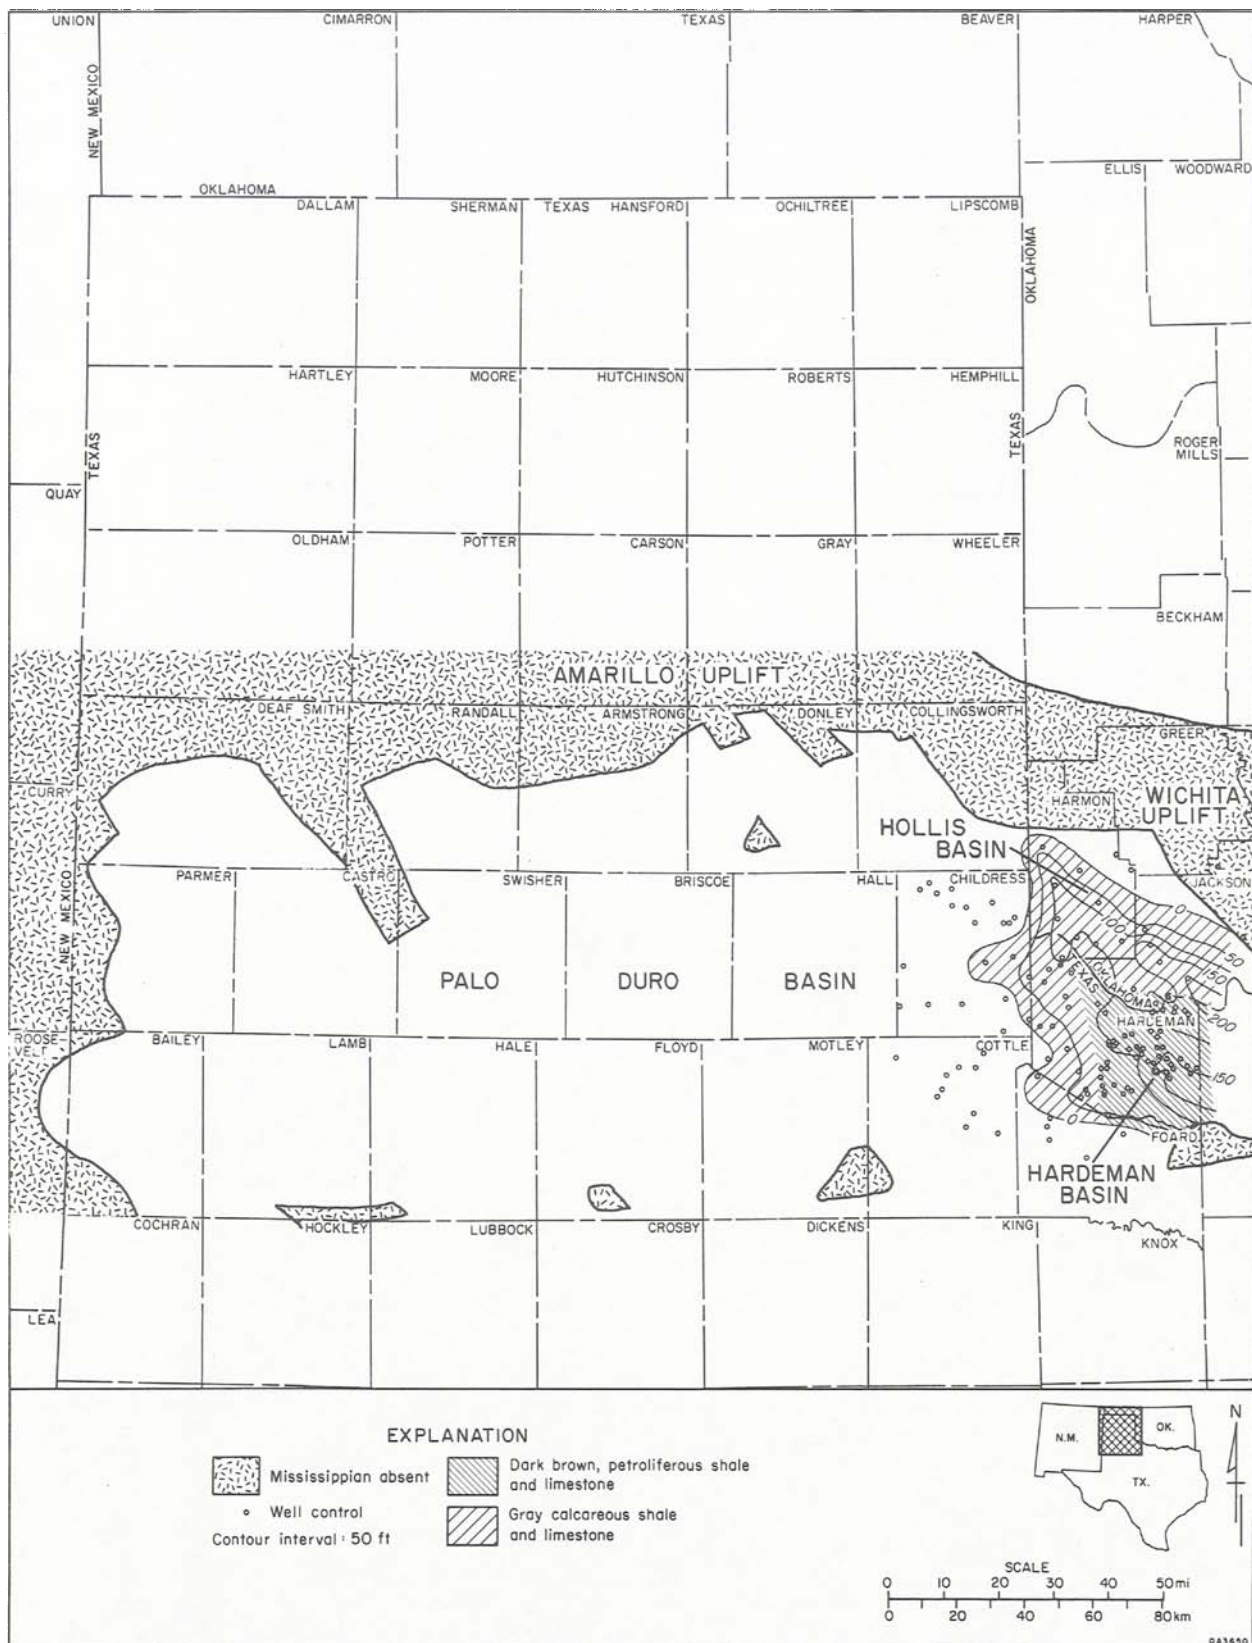 UNION
CIMARRON
TEXAS
BEAVER
HARPER
NEW MEXICO
ELLIS
WOODWARD
OKLAHOMA
DALLAM
SHERMAN
TEXAS
HANSFORD
OCHILTREE
LIPSCOMB
OKLAHOMA
HARTLEY
MOORE
HUTCHINSON
ROBERTS
HEMPHILL
TEXAS
TEXAS
ROGER
MILLS
QUAY
OLDHAM
POTTER
CARSON
GRAY
WHEELER
BECKHAM
AMARILLO UPLIFT
DEAF SMITH
RANDALL
ARMSTRONG
DONLEY
COLLINGSWORTH
GREER
CURRY
HARMON
WICHITA
UPLIFT
HOLLIS
BASIN
PARMER
CASTRO
SWISHER
BRISCOE
HALL
CHILDRESS
JACKSON
NEW MEXICO
0
100
50
150
PALO
DURO
BASIN
TEXAS
OKLAHOMA
HARDEMAN
200
ROOSE-
VELT
BAILEY
LAMB
HALE
FLOYD
MOTLEY
COTTLE
150
0
FOARD
HARDEMAN
BASIN
COCHRAN
HOCKLEY
LUBBOCK
CROSBY
DICKENS
KING
KNOX
LEA
EXPLANATION
Mississippian absent
Well control
Contour interval: 50 ft
Dark brown, petroliferous shale
and limestone
Gray calcareous shale
and limestone
N.M.
OK.
TX.
N
SCALE
0 10 20 30 40 50 mi
0 20 40 60 80 km
QA3690